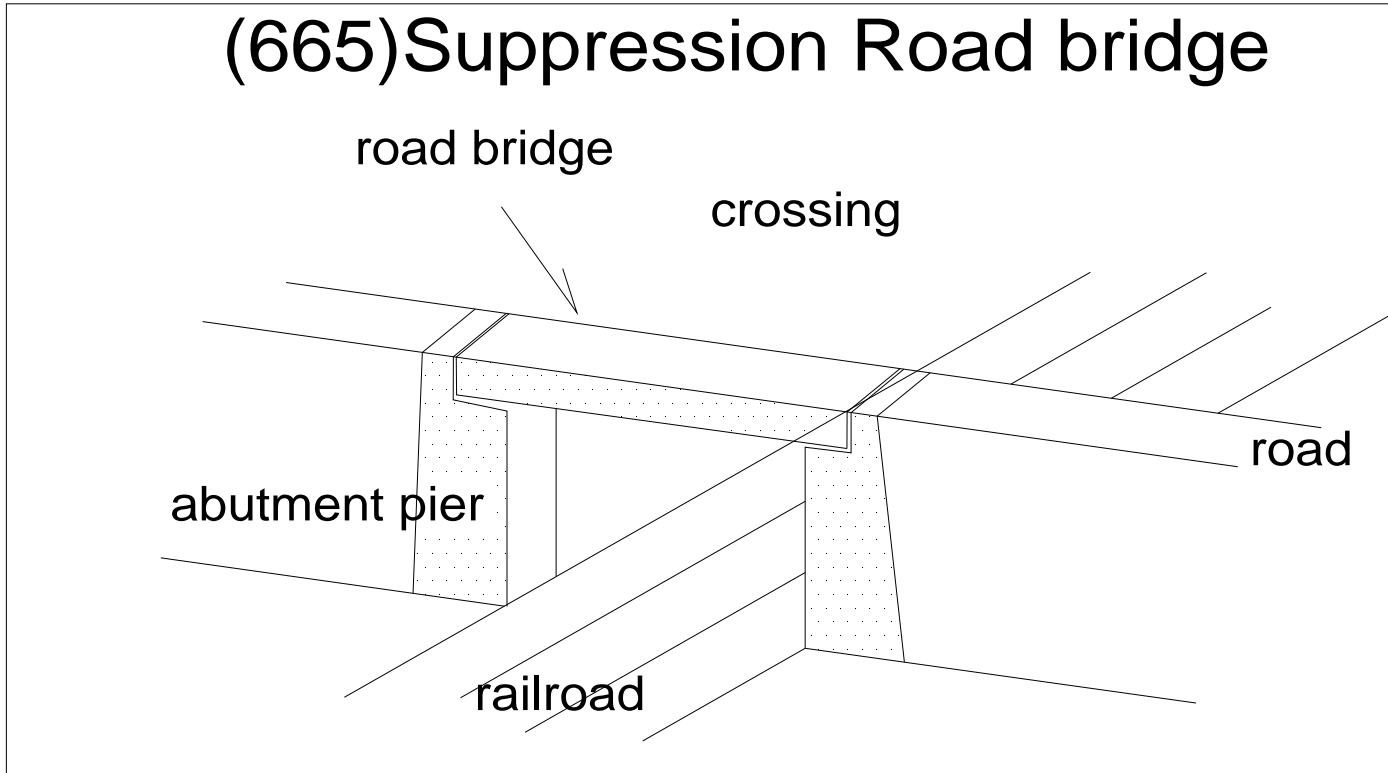 (665)Suppression Road bridge
road bridge
crossing
road
abutment pier
railroad